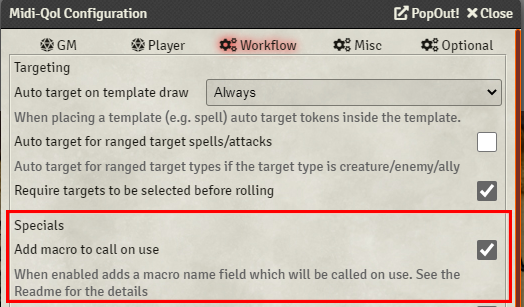 Midi-Qol Configuration PopOut! Close
GM Player Workflow Misc Optional
Targeting
Auto target on template draw Always
When placing a template (e.g. spell) auto target tokens inside the template.
Auto target for ranged target spells/attacks
Auto target for ranged target types if the target type is creature/enemy/ally
Require targets to be selected before rolling
Specials
Add macro to call on use
When enabled adds a macro name field which will be called on use. See the
Readme for the details